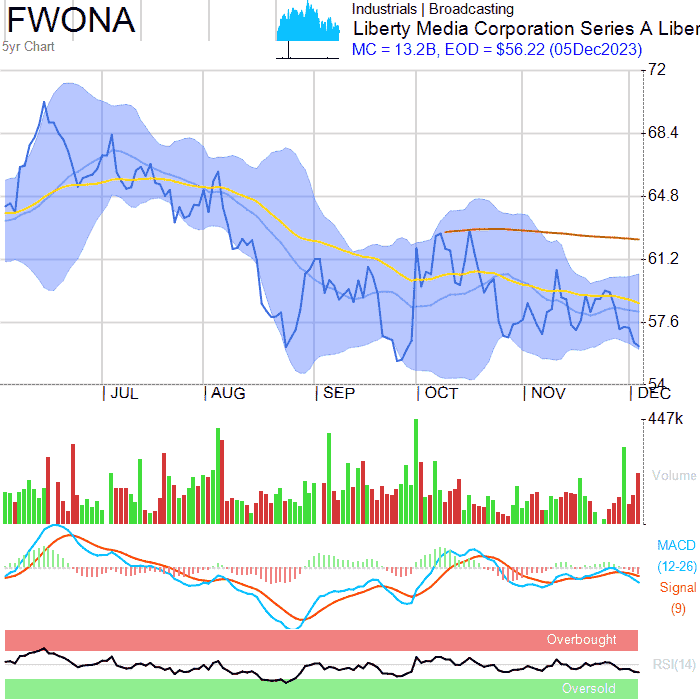 FWONA
5yr Chart
Industrials | Broadcasting
Liberty Media Corporation Series A Liber
MC = 13.2B, EOD = $56.22 (05Dec2023)
72
68.4
64.8
61.2
57.6
54
JUL
AUG
SEP
OCT
NOV
DEC
447k
Volume
MACD
(12-26)
Signal
(9)
Overbought
RSI(14)
Oversold